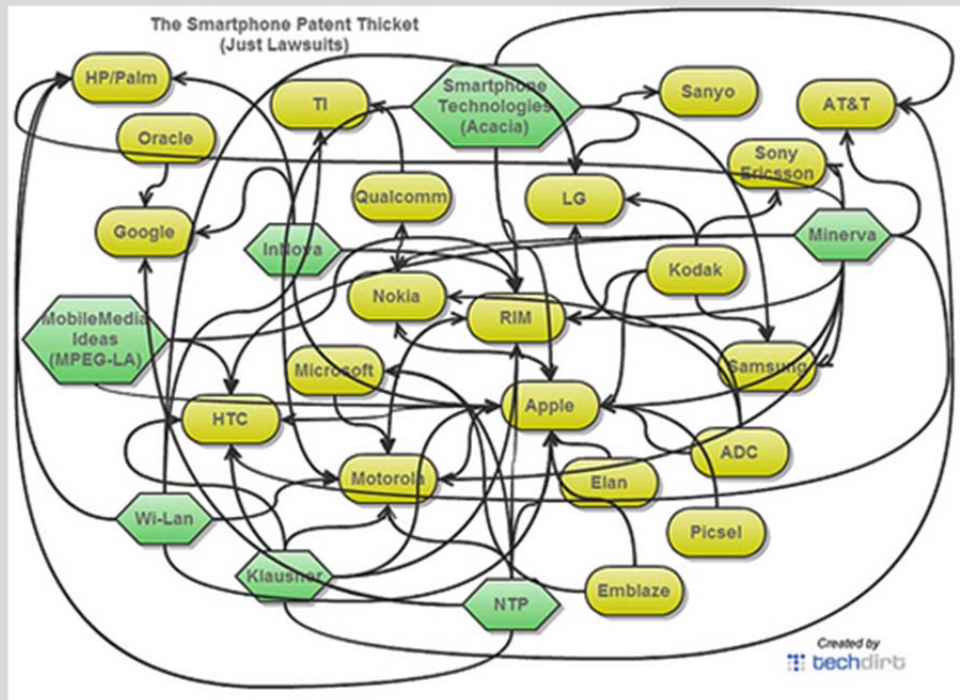 The Smartphone Patent Thicket
(Just Lawsuits)
HP/Palm
TI
Smartphone
Technologies
(Acacia)
Sanyo
AT&T
Oracle
Sony
Ericsson
Qualcomm
LG
Google
InNova
Minerva
Kodak
Nokia
RIM
MobileMedia
Ideas
(MPEG-LA)
Microsoft
Samsung
HTC
Apple
ADC
Motorola
Elan
Wi-Lan
Picsel
Klausner
NTP
Emblaze
Created by
techdirt